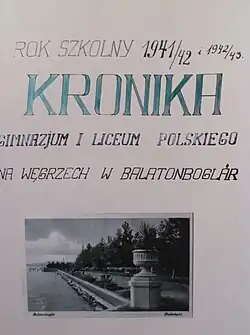 ROK SZKOLNY 1941/42 i 1942/43.
KRONIKA
GIMNAZJUM I LICEUM POLSKIEGO
NA WĘGRZECH W BALATONBOGLÁR